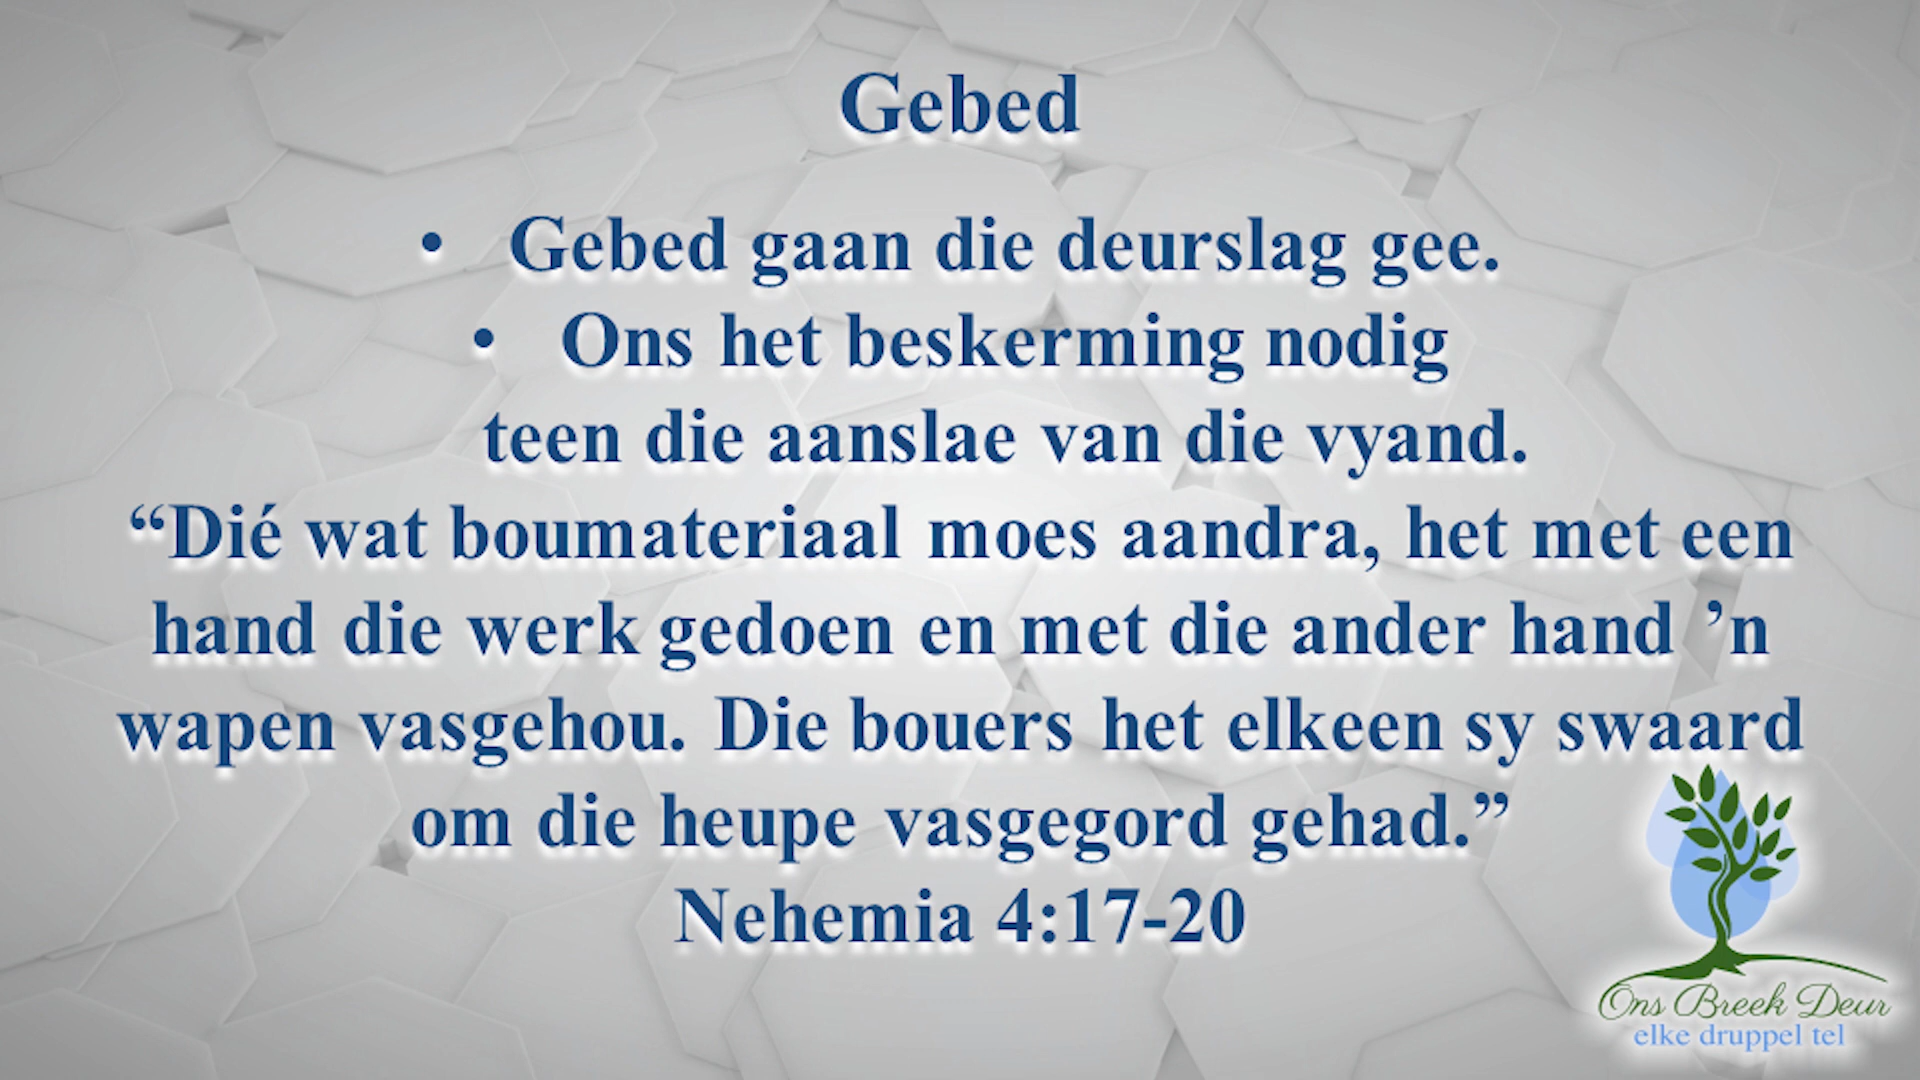 Gebed
• Gebed gaan die deurslag gee.
• Ons het beskerming nodig
teen die aanslae van die vyand.
“Dié wat boumateriaal moes aandra, het met een
hand die werk gedoen en met die ander hand ’n
wapen vasgehou. Die bouers het elkeen sy swaard
om die heupe vasgegord gehad.”
Nehemia 4:17-20
Ons Breek Deur
elke druppel tel